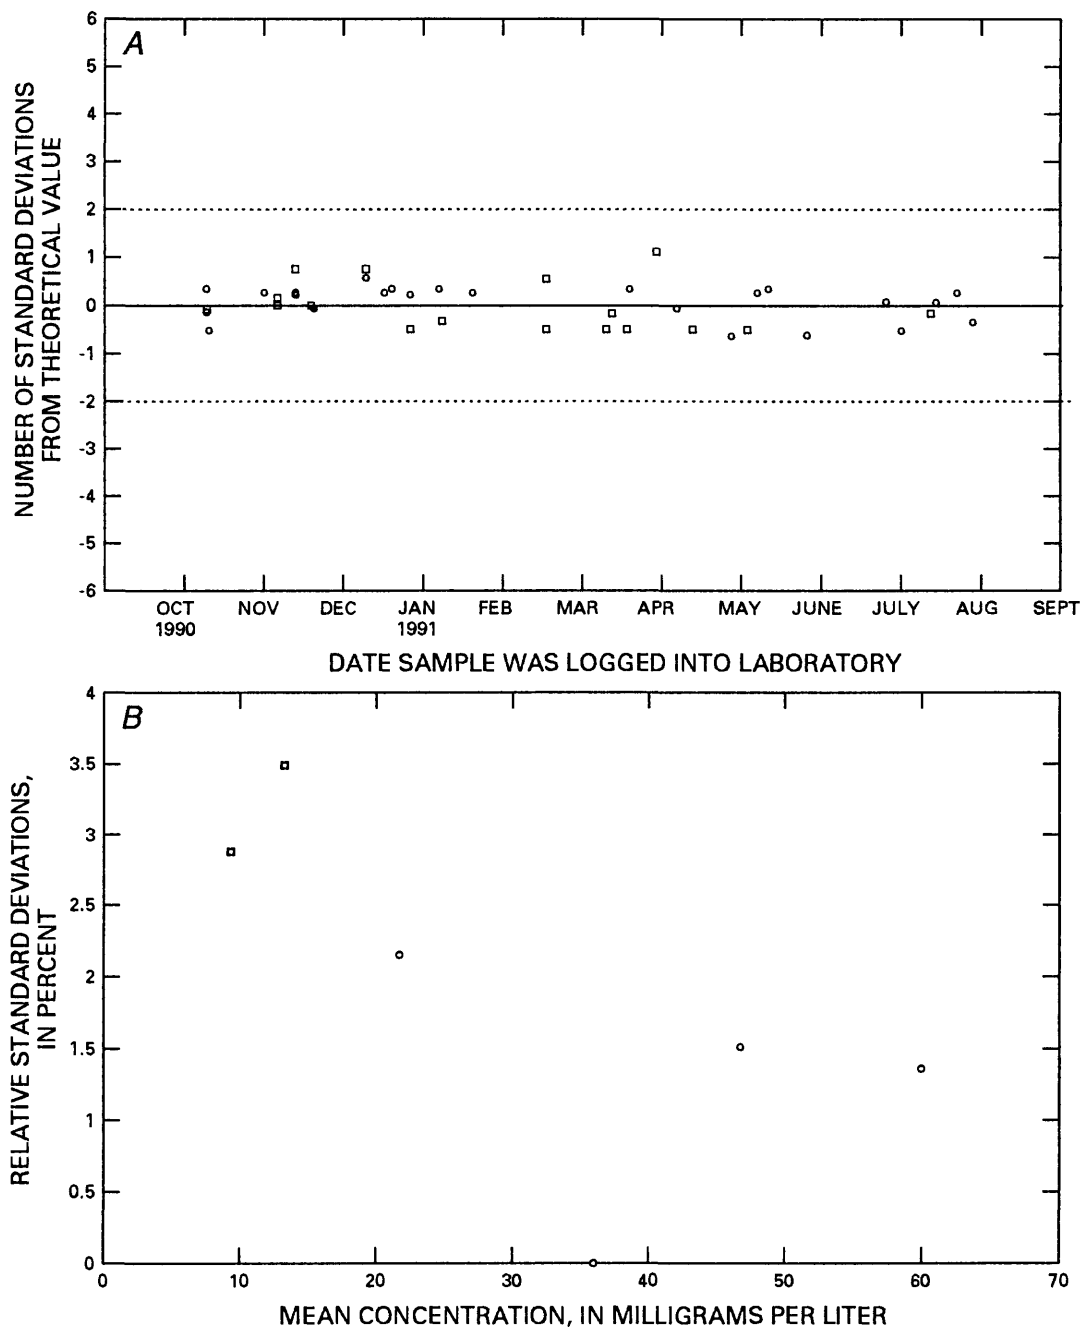 A
NUMBER OF STANDARD DEVIATIONS
FROM THEORETICAL VALUE
6
5
4
3
2
1
0
-1
-2
-3
-4
-5
-6
OCT NOV DEC JAN FEB MAR APR MAY JUNE JULY AUG SEPT
1990 1991
DATE SAMPLE WAS LOGGED INTO LABORATORY
B
RELATIVE STANDARD DEVIATIONS,
IN PERCENT
4
3.5
3
2.5
2
1.5
1
0.5
0
0 10 20 30 40 50 60 70
MEAN CONCENTRATION, IN MILLIGRAMS PER LITER